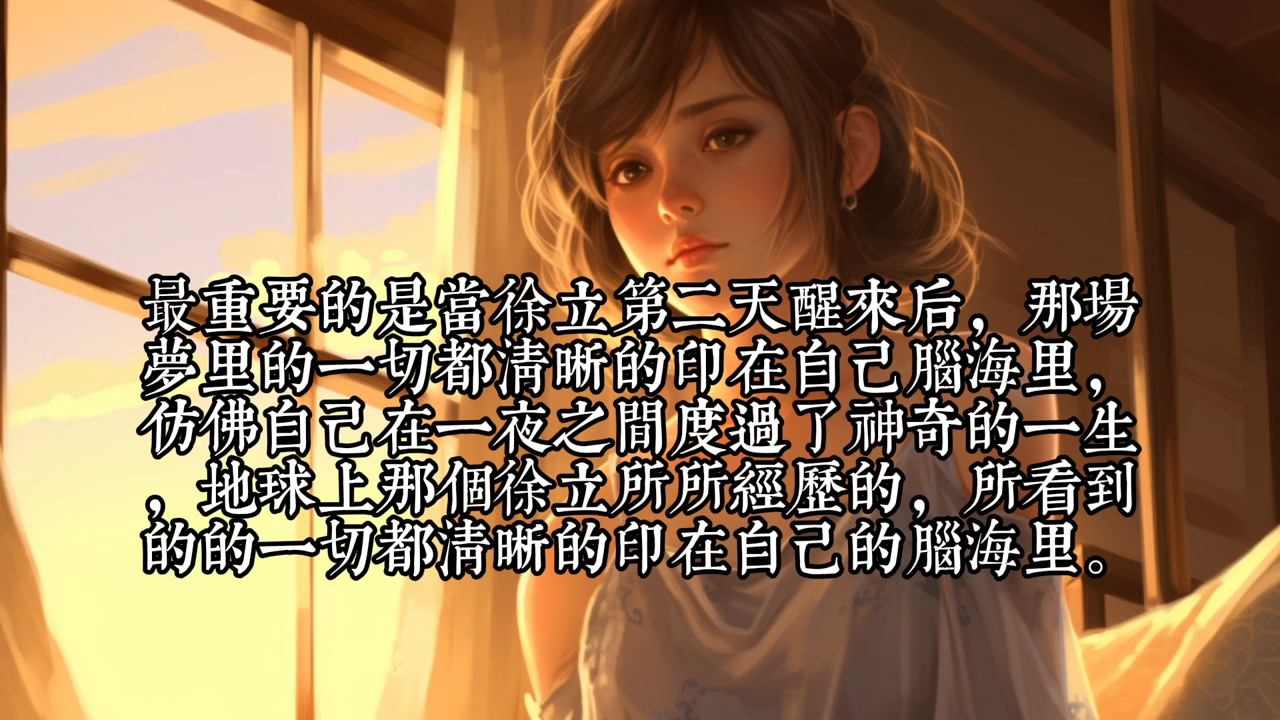 最重要的是當徐立第二天醒來后，那場
夢里的一切都清晰的印在自己腦海里，
仿佛自己在一夜之間度過了神奇的一生
，地球上那個徐立所所經歷的，所看到
的的一切都清晰的印在自己的腦海里。